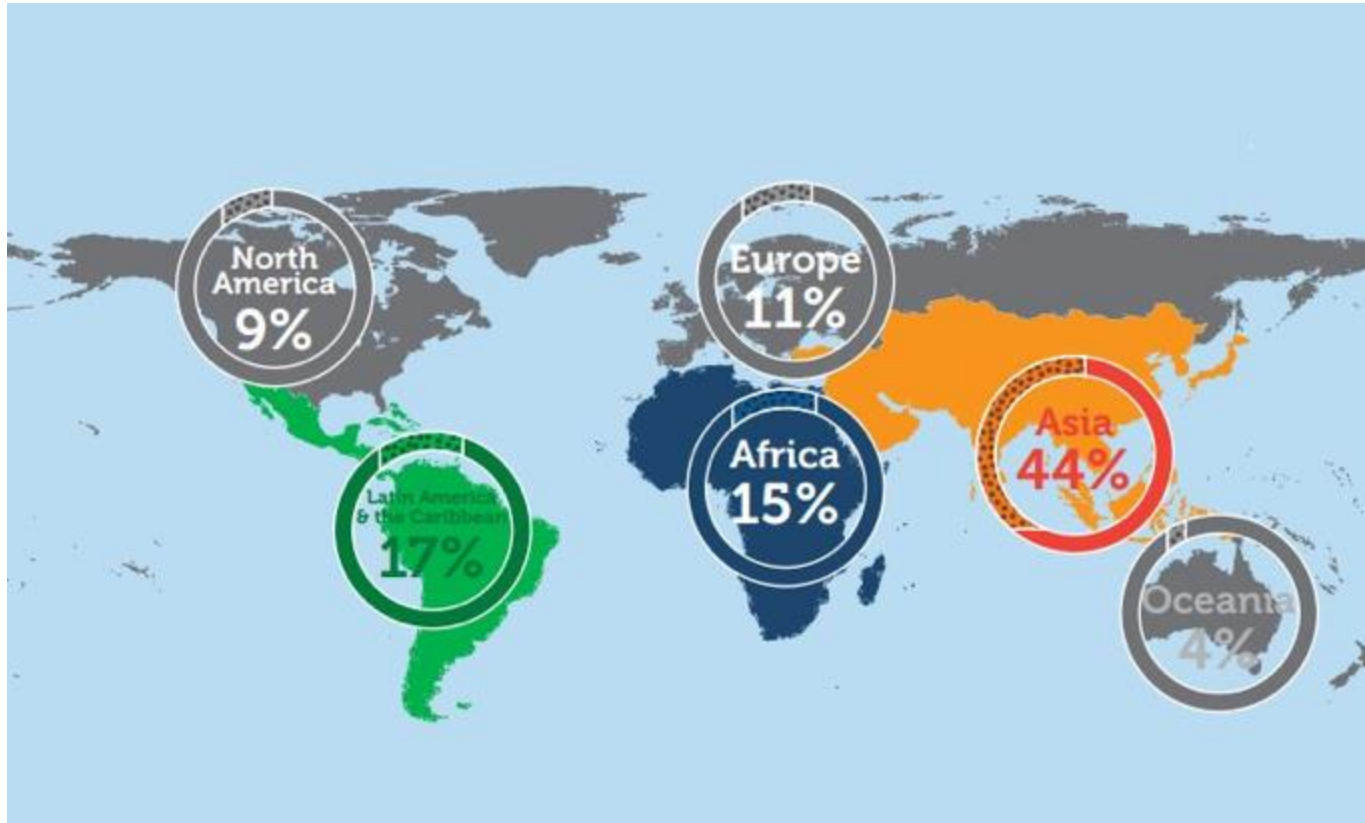 North
America
9%
Europe
11%
Latin America
& the Caribbean
17%
Africa
15%
Asia
44%
Oceania
4%